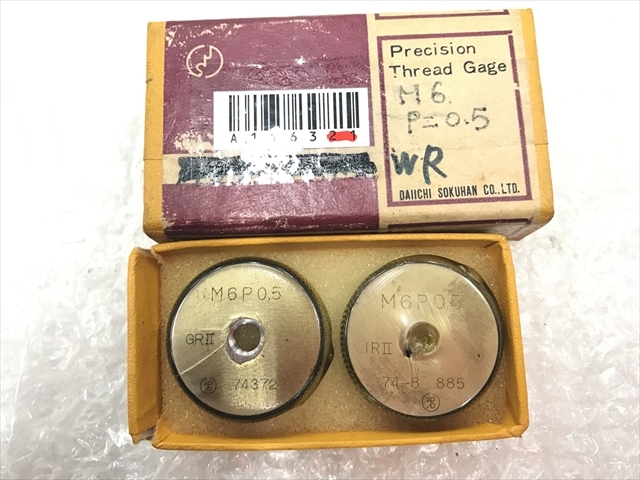 Precision
Thread Gage
M6.
P=0.5
WR
DAIICHI SOKUHAN CO.,LTD.
M6P0.5
GRII
74372
M6P0.5
IRII
74-8 885